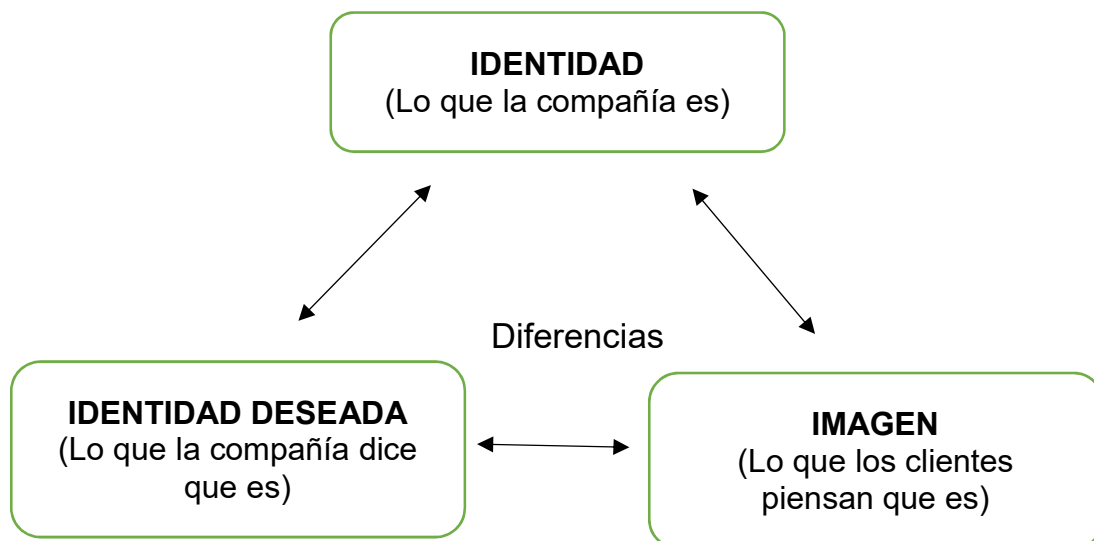 IDENTIDAD
(Lo que la compañía es)
Diferencias
IDENTIDAD DESEADA
(Lo que la compañía dice
que es)
IMAGEN
(Lo que los clientes
piensan que es)